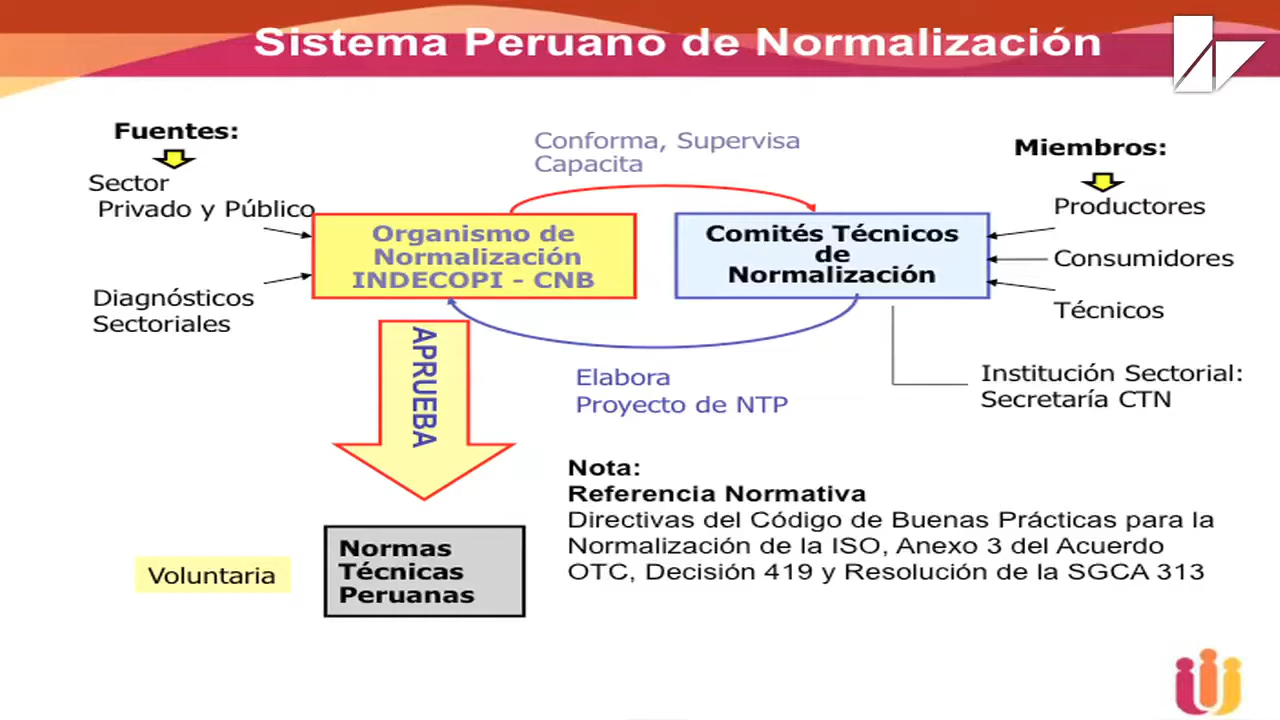 Sistema Peruano de Normalización
Fuentes:
Sector
Privado y Público
Diagnósticos
Sectoriales
Conforma, Supervisa
Capacita
Organismo de
Normalización
INDECOPI - CNB
Comités Técnicos
de
Normalización
Miembros:
Productores
Consumidores
Técnicos
Institución Sectorial:
Secretaría CTN
Elabora
Proyecto de NTP
APRUEBA
Nota:
Referencia Normativa
Directivas del Código de Buenas Prácticas para la
Normalización de la ISO, Anexo 3 del Acuerdo
OTC, Decisión 419 y Resolución de la SGCA 313
Voluntaria
Normas
Técnicas
Peruanas